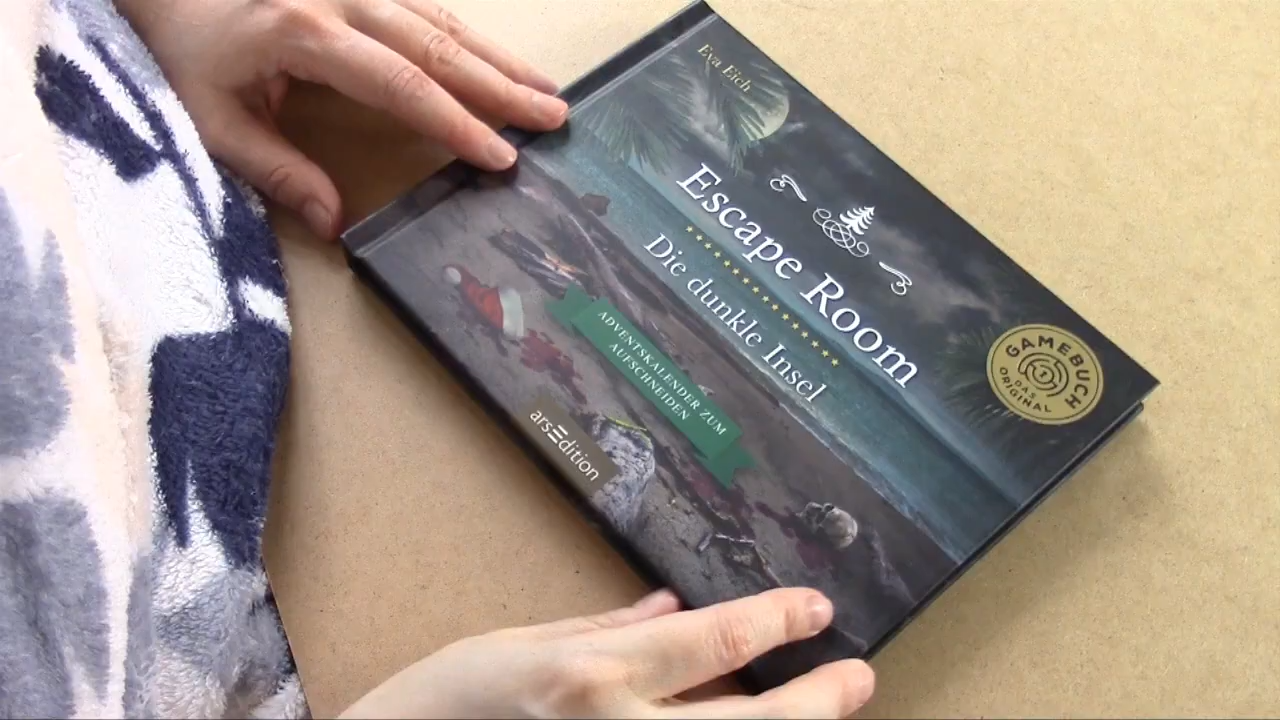 Eva Eich
Escape Room
Die dunkle Insel
ADVENTSKALENDER ZUM
AUFSCHNEIDEN
arsEdition
GAMEBUCH
DAS
ORIGINAL